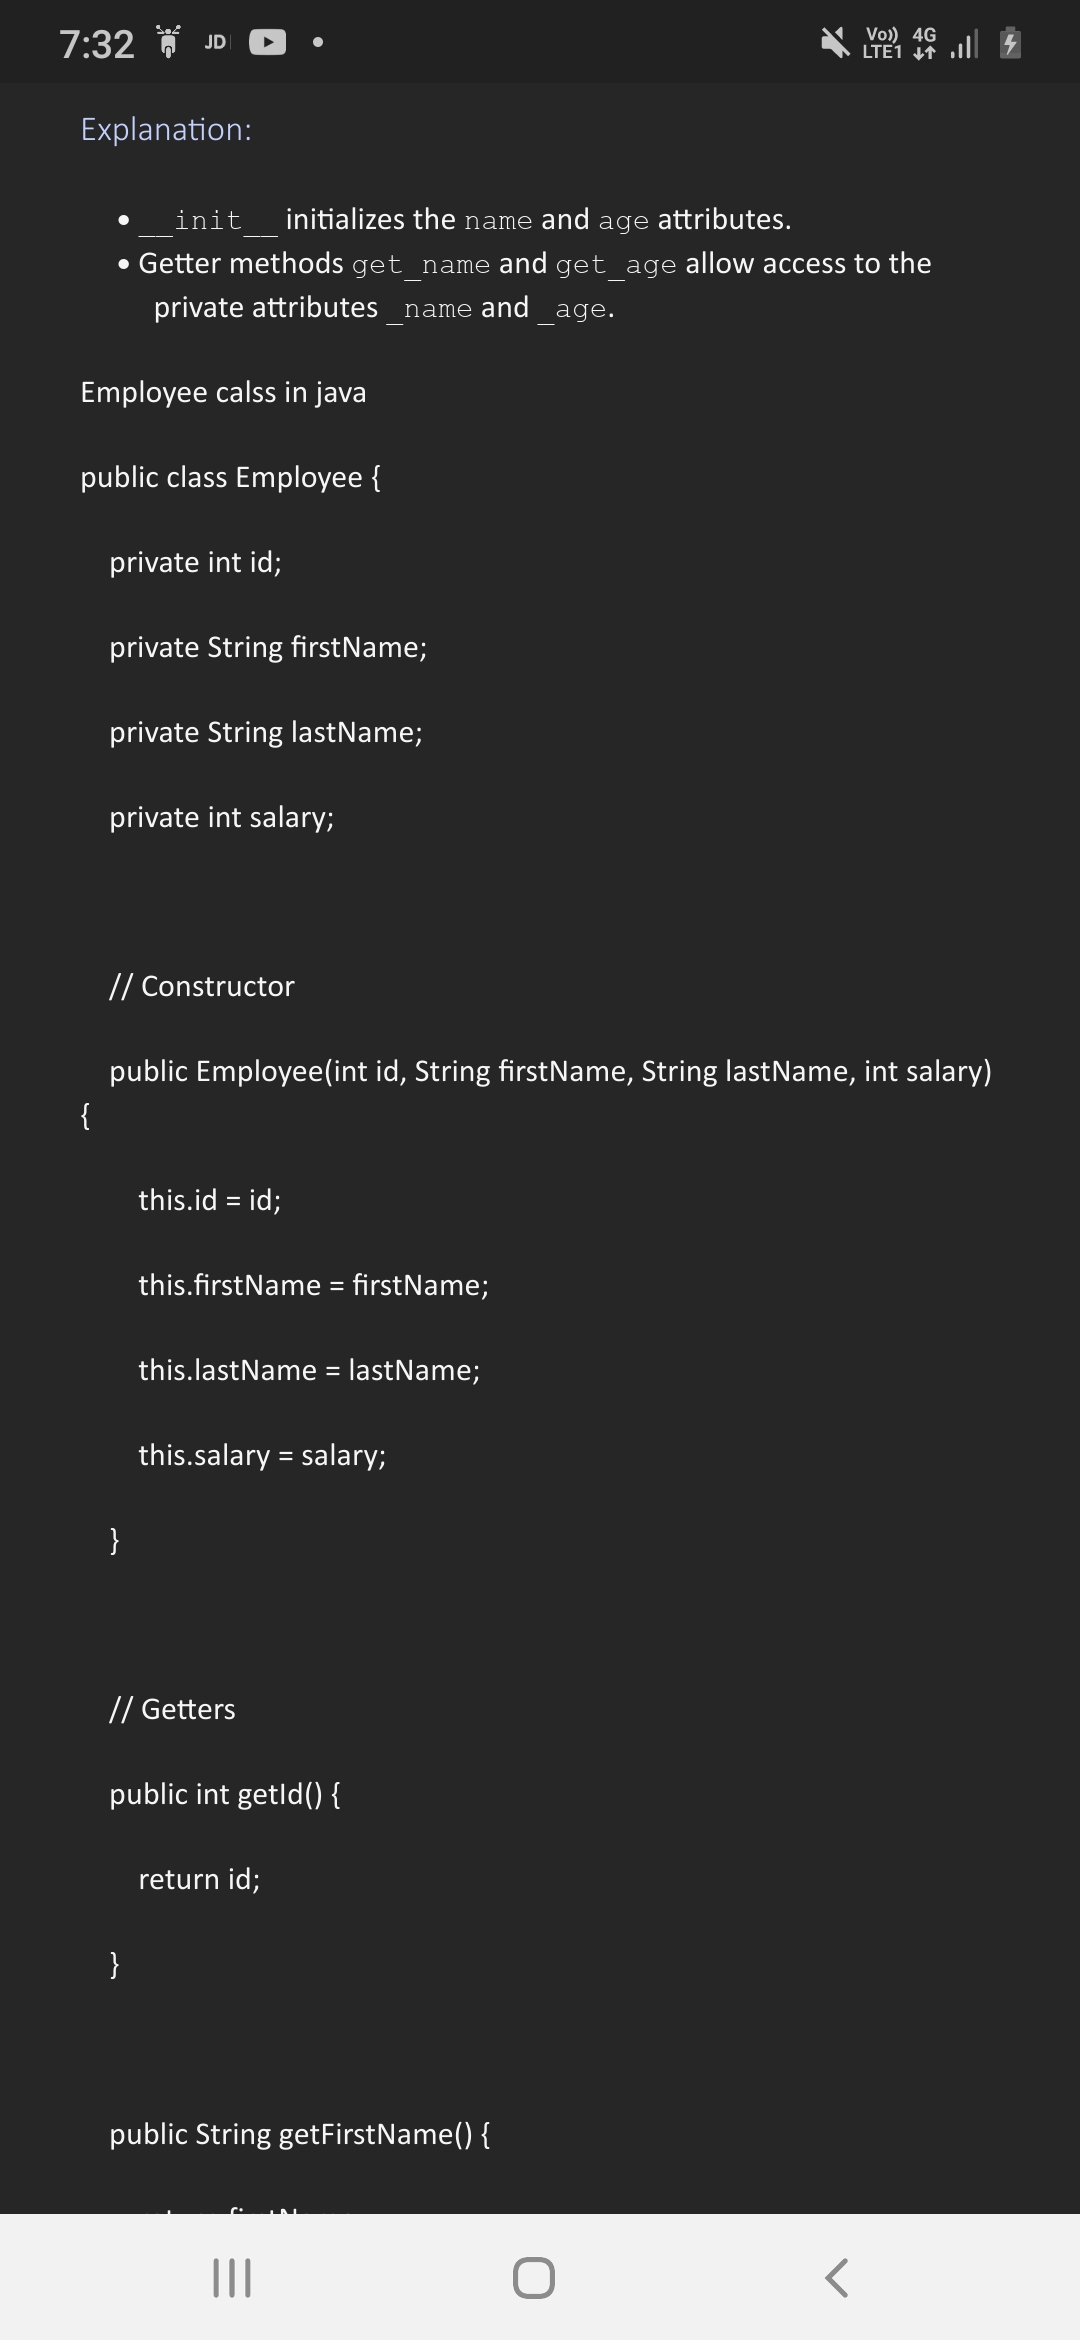 7:32 JD
Vo)) 4G
LTE1
Explanation:
• __init__ initializes the name and age attributes.
• Getter methods get_name and get_age allow access to the
private attributes _name and _age.
Employee calss in java
public class Employee {
private int id;
private String firstName;
private String lastName;
private int salary;
// Constructor
public Employee(int id, String firstName, String lastName, int salary)
{
this.id = id;
this.firstName = firstName;
this.lastName = lastName;
this.salary = salary;
}
// Getters
public int getId() {
return id;
}
public String getFirstName() {